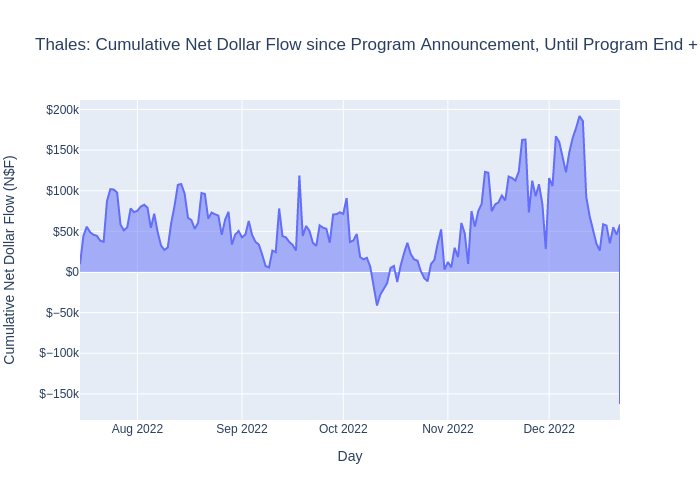 Thales: Cumulative Net Dollar Flow since Program Announcement, Until Program End +
Cumulative Net Dollar Flow (N$F)
$200k
$150k
$100k
$50k
$0
$−50k
$−100k
$−150k
Aug 2022
Sep 2022
Oct 2022
Nov 2022
Dec 2022
Day